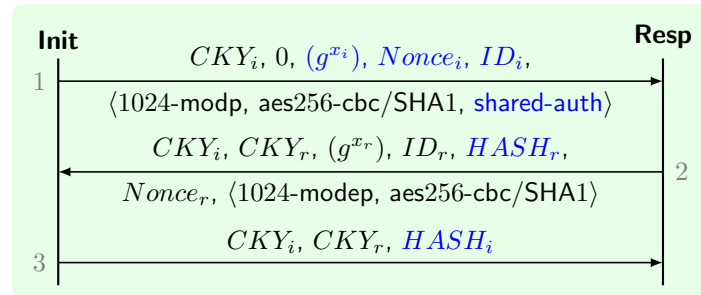 Init Resp
CKY_i, 0, (g^{x_i}), Nonce_i, ID_i,
1
⟨1024-modp, aes256-cbc/SHA1, shared-auth⟩
CKY_i, CKY_r, (g^{x_r}), ID_r, HASH_r,
2
Nonce_r, ⟨1024-modep, aes256-cbc/SHA1⟩
CKY_i, CKY_r, HASH_i
3